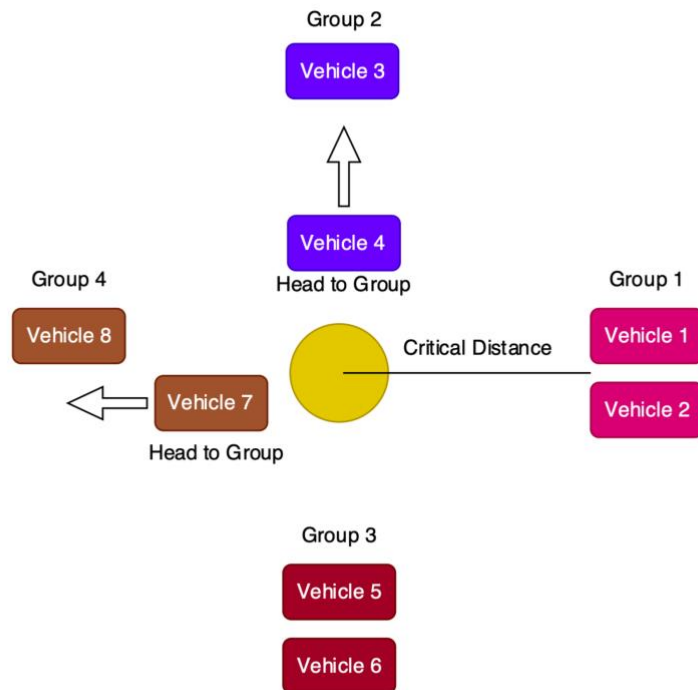 Group 2
Vehicle 3
Vehicle 4
Head to Group
Group 4
Group 1
Vehicle 8
Vehicle 1
Critical Distance
Vehicle 7
Vehicle 2
Head to Group
Group 3
Vehicle 5
Vehicle 6